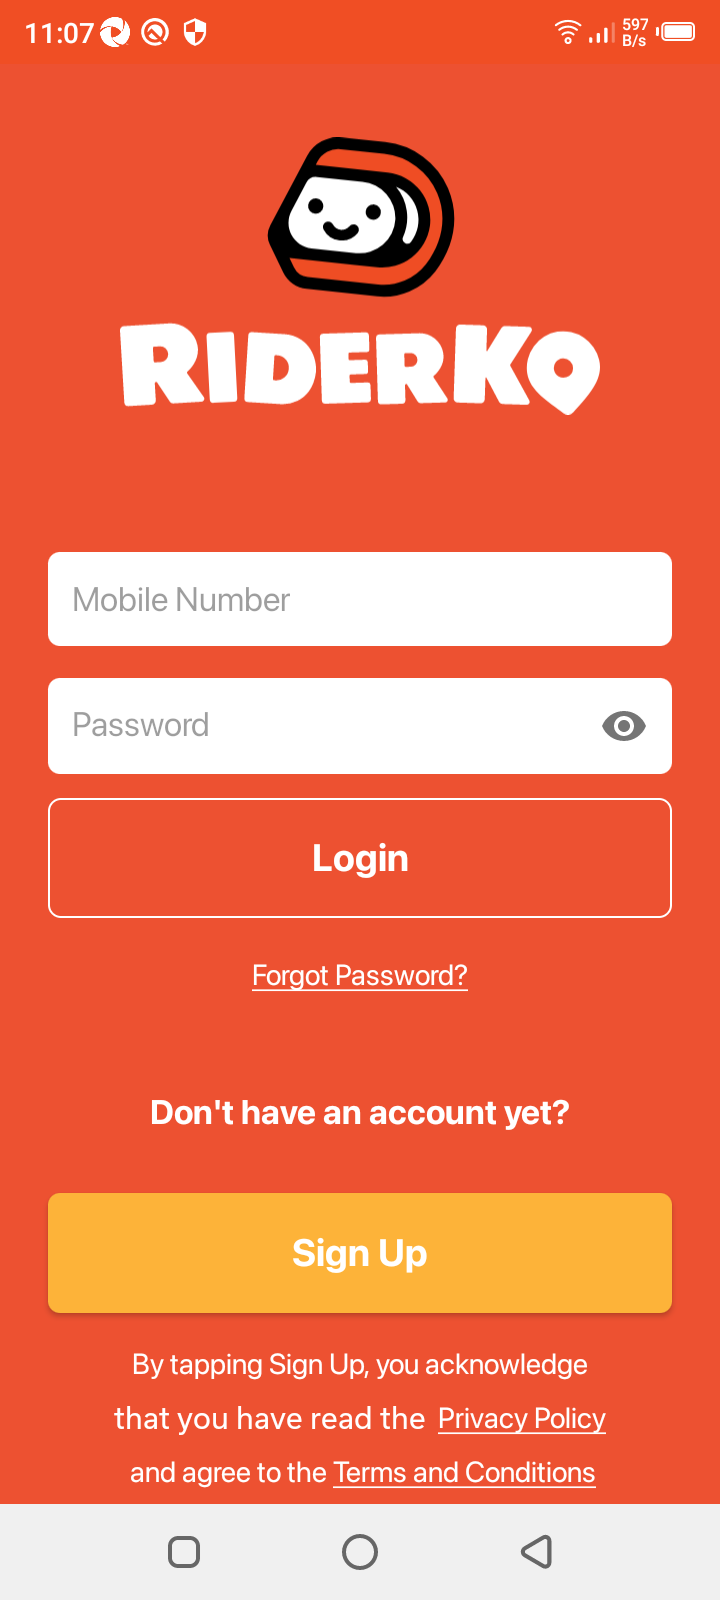 11:07
597
B/s
RIDERKO
Mobile Number
Password
Login
Forgot Password?
Don't have an account yet?
Sign Up
By tapping Sign Up, you acknowledge
that you have read the Privacy Policy
and agree to the Terms and Conditions